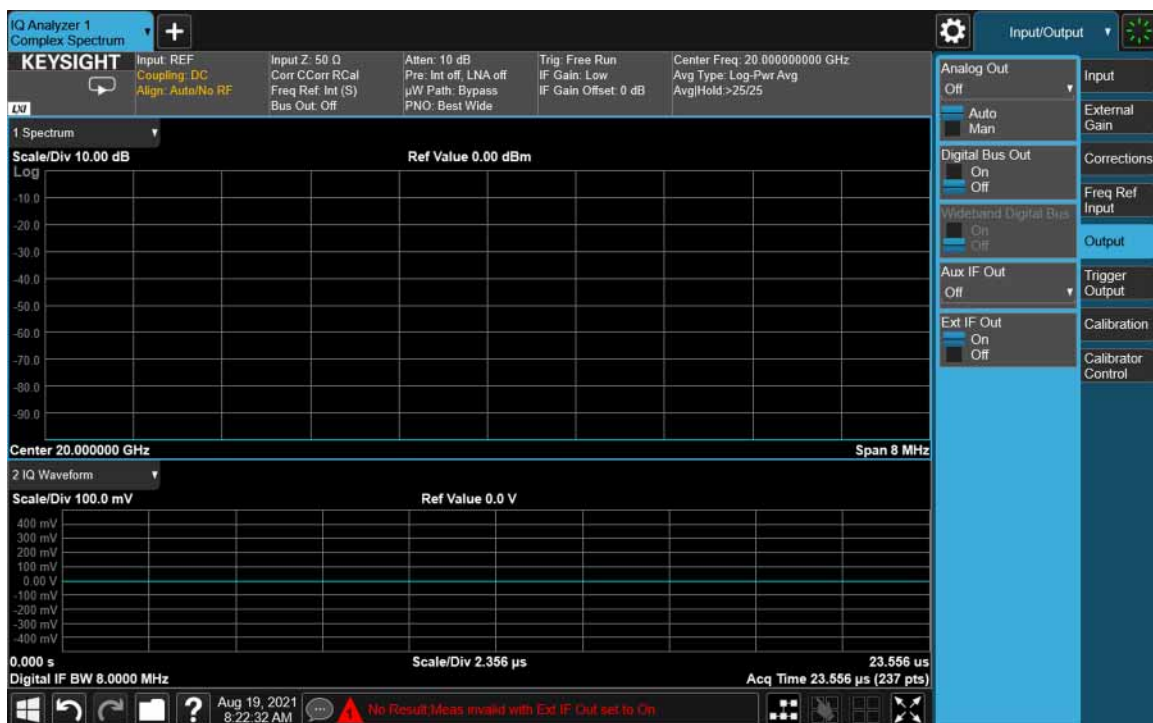 IQ Analyzer 1
Complex Spectrum
+
Input/Output
KEYSIGHT
LXI
Input: REF
Coupling: DC
Align: Auto/No RF
Input Z: 50 Ω
Corr CCorr RCal
Freq Ref: Int (S)
Bus Out: Off
Atten: 10 dB
Pre: Int off, LNA off
µW Path: Bypass
PNO: Best Wide
Trig: Free Run
IF Gain: Low
IF Gain Offset: 0 dB
Center Freq: 20.000000000 GHz
Avg Type: Log-Pwr Avg
Avg|Hold:>25/25
1 Spectrum
Scale/Div 10.00 dB
Ref Value 0.00 dBm
Log
-10.0
-20.0
-30.0
-40.0
-50.0
-60.0
-70.0
-80.0
-90.0
Center 20.000000 GHz
Span 8 MHz
2 IQ Waveform
Scale/Div 100.0 mV
Ref Value 0.0 V
400 mV
300 mV
200 mV
100 mV
0.00 V
-100 mV
-200 mV
-300 mV
-400 mV
0.000 s
Scale/Div 2.356 µs
23.556 us
Digital IF BW 8.0000 MHz
Acq Time 23.556 µs (237 pts)
?
Aug 19, 2021
8:22:32 AM
No Result;Meas invalid with Ext IF Out set to On
Analog Out
Off
Auto
Man
Digital Bus Out
On
Off
Wideband Digital Bus
On
Off
Aux IF Out
Off
Ext IF Out
On
Off
Input
External
Gain
Corrections
Freq Ref
Input
Output
Trigger
Output
Calibration
Calibrator
Control